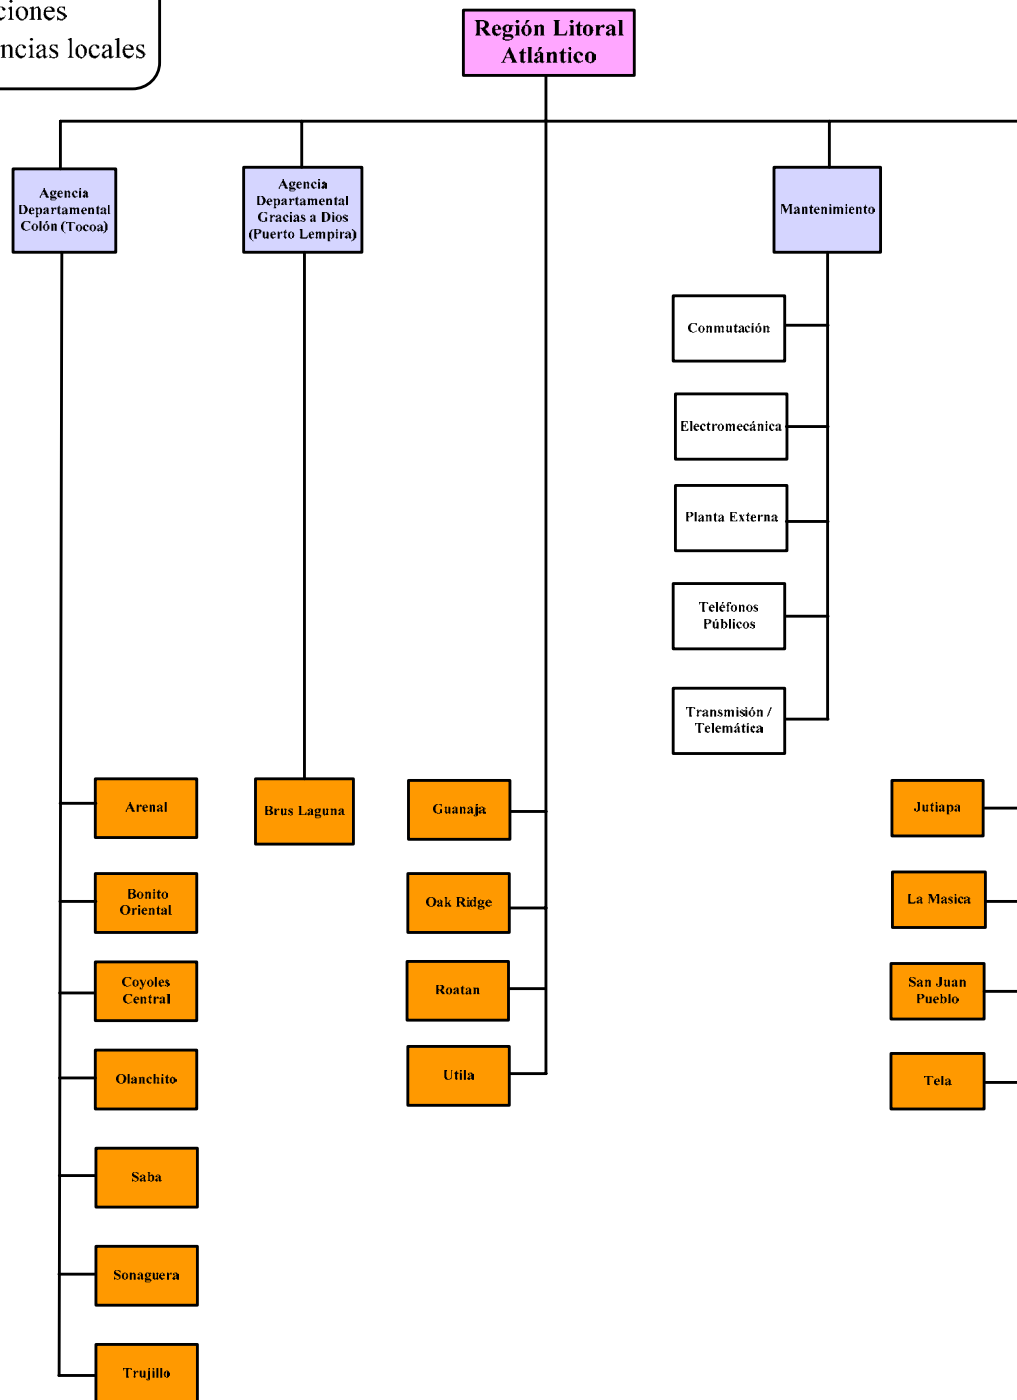 ncias locales
Región Litoral
Atlántico
Agencia
Departamental
Colón (Tocoa)
Agencia
Departamental
Gracias a Dios
(Puerto Lempira)
Mantenimiento
Conmutación
Electromecánica
Planta Externa
Teléfonos
Públicos
Transmisión /
Telemática
Arenal
Bonito
Oriental
Coyoles
Central
Olanchito
Saba
Sonaguera
Trujillo
Brus Laguna
Guanaja
Oak Ridge
Roatan
Utila
Jutiapa
La Masica
San Juan
Pueblo
Tela